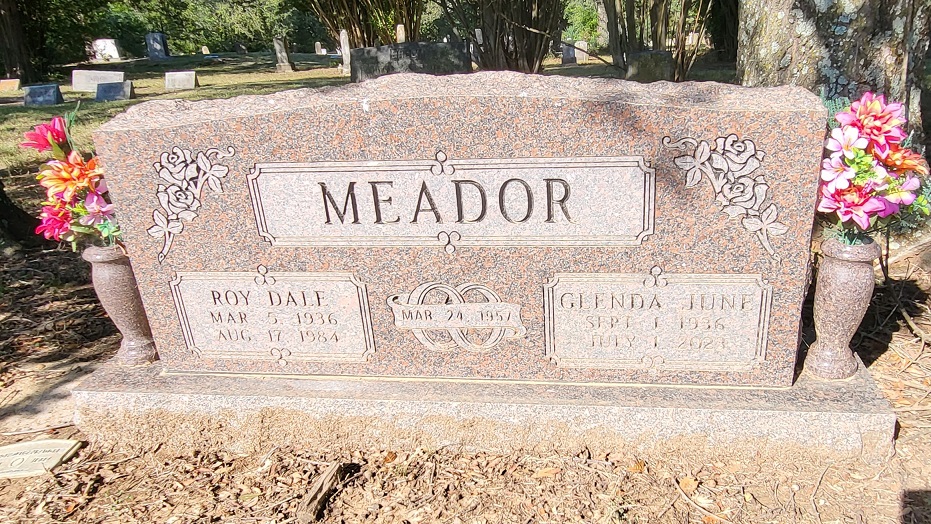 MEADOR
ROY DALE
MAR 5 1936
AUG 17 1984
MAR 24, 1957
GLENDA JUNE
SEPT 1 1936
JULY 1, 2023